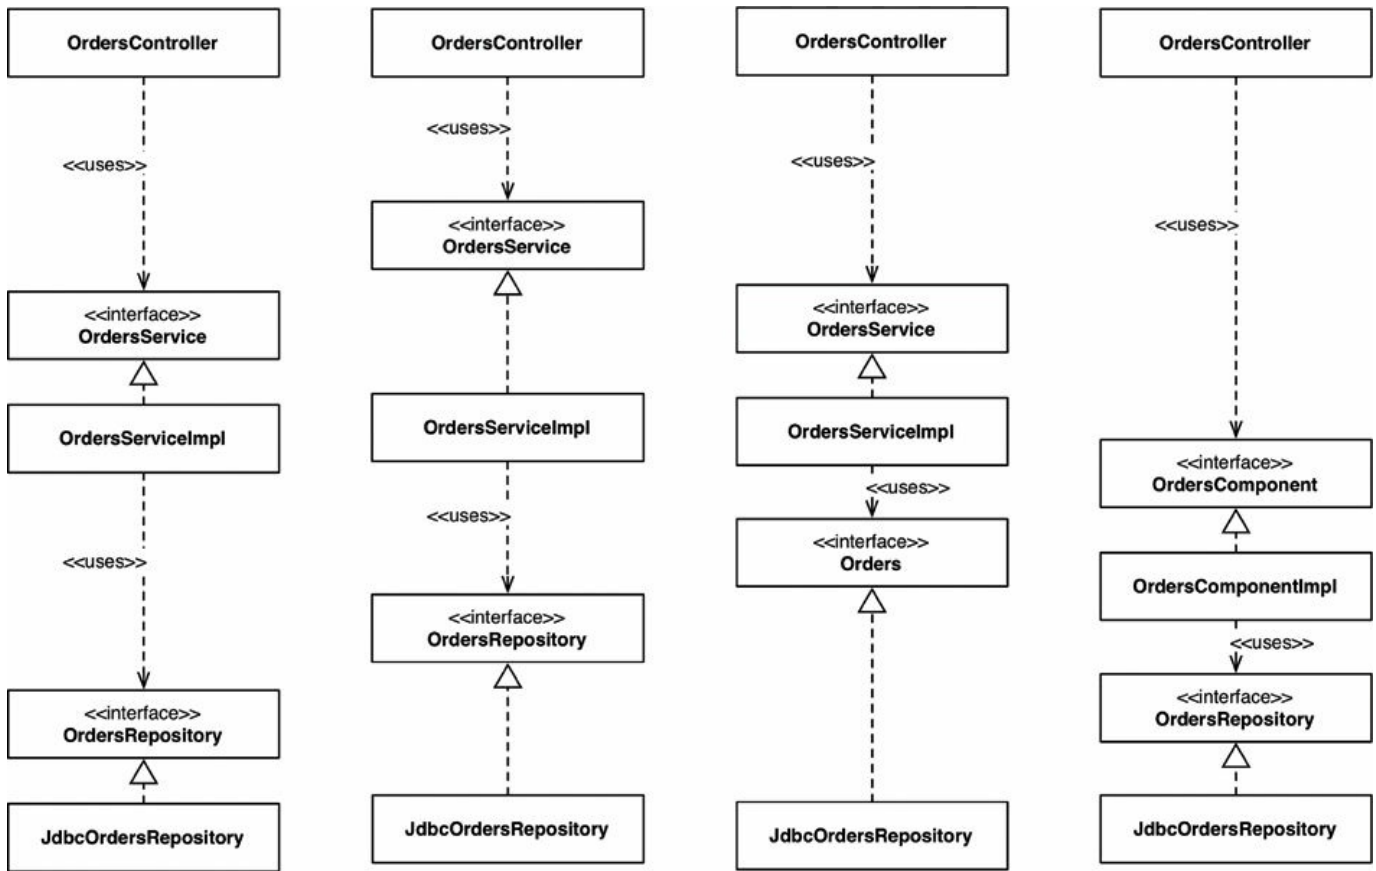 OrdersController
<<uses>>
<<interface>>
OrdersService
OrdersServiceImpl
<<uses>>
<<interface>>
OrdersRepository
JdbcOrdersRepository
OrdersController
<<uses>>
<<interface>>
OrdersService
OrdersServiceImpl
<<uses>>
<<interface>>
OrdersRepository
JdbcOrdersRepository
OrdersController
<<uses>>
<<interface>>
OrdersService
OrdersServiceImpl
<<uses>>
<<interface>>
Orders
JdbcOrdersRepository
OrdersController
<<uses>>
<<interface>>
OrdersComponent
OrdersComponentImpl
<<uses>>
<<interface>>
OrdersRepository
JdbcOrdersRepository